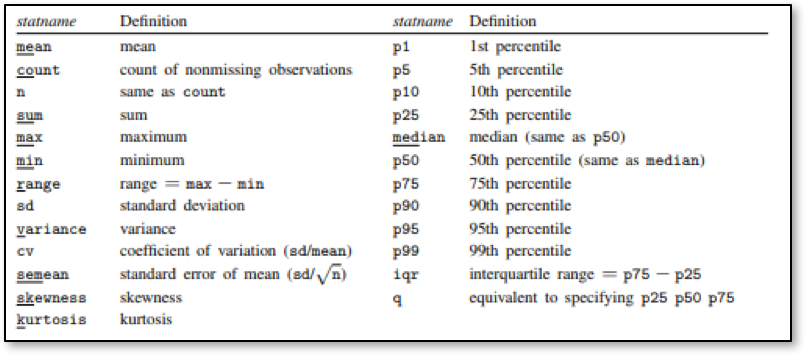 statname Definition statname Definition
mean mean p1 1st percentile
count count of nonmissing observations p5 5th percentile
n same as count p10 10th percentile
sum sum p25 25th percentile
max maximum median median (same as p50)
min minimum p50 50th percentile (same as median)
range range = max − min p75 75th percentile
sd standard deviation p90 90th percentile
variance variance p95 95th percentile
cv coefficient of variation (sd/mean) p99 99th percentile
semean standard error of mean (sd/√n) iqr interquartile range = p75 − p25
skewness skewness q equivalent to specifying p25 p50 p75
kurtosis kurtosis